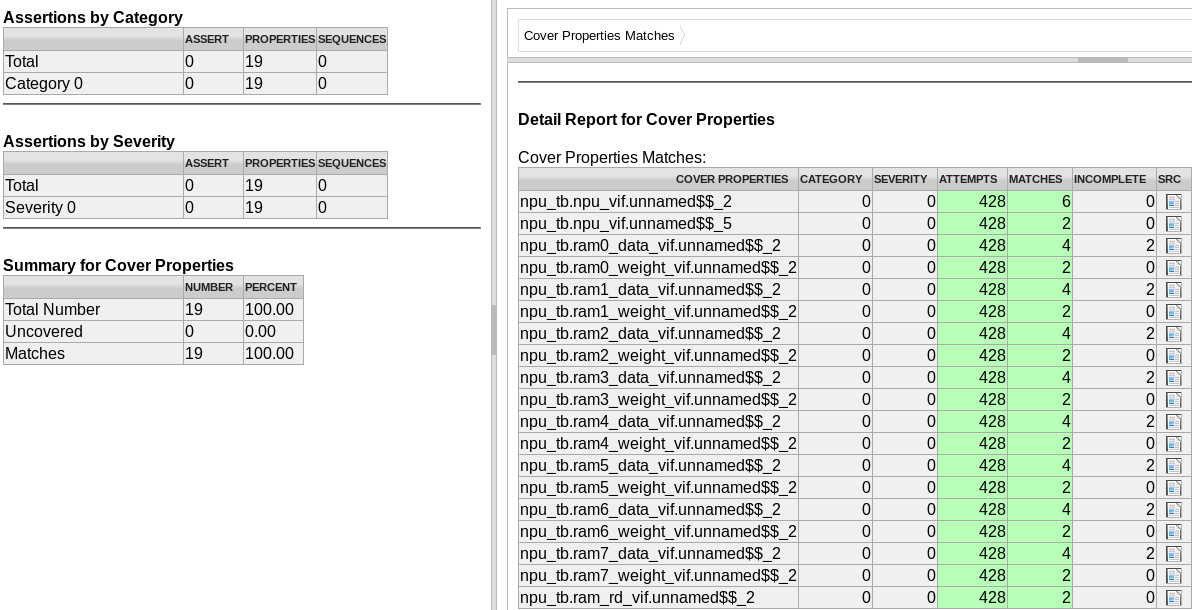 Assertions by Category
ASSERT PROPERTIES SEQUENCES
Total 0 19 0
Category 0 0 19 0
Assertions by Severity
ASSERT PROPERTIES SEQUENCES
Total 0 19 0
Severity 0 0 19 0
Summary for Cover Properties
NUMBER PERCENT
Total Number 19 100.00
Uncovered 0 0.00
Matches 19 100.00
Cover Properties Matches
Detail Report for Cover Properties
Cover Properties Matches:
COVER PROPERTIES CATEGORY SEVERITY ATTEMPTS MATCHES INCOMPLETE SRC
npu_tb.npu_vif.unnamed$$_2 0 0 428 6 0
npu_tb.npu_vif.unnamed$$_5 0 0 428 2 0
npu_tb.ram0_data_vif.unnamed$$_2 0 0 428 4 2
npu_tb.ram0_weight_vif.unnamed$$_2 0 0 428 2 0
npu_tb.ram1_data_vif.unnamed$$_2 0 0 428 4 2
npu_tb.ram1_weight_vif.unnamed$$_2 0 0 428 2 0
npu_tb.ram2_data_vif.unnamed$$_2 0 0 428 4 2
npu_tb.ram2_weight_vif.unnamed$$_2 0 0 428 2 0
npu_tb.ram3_data_vif.unnamed$$_2 0 0 428 4 2
npu_tb.ram3_weight_vif.unnamed$$_2 0 0 428 2 0
npu_tb.ram4_data_vif.unnamed$$_2 0 0 428 4 2
npu_tb.ram4_weight_vif.unnamed$$_2 0 0 428 2 0
npu_tb.ram5_data_vif.unnamed$$_2 0 0 428 4 2
npu_tb.ram5_weight_vif.unnamed$$_2 0 0 428 2 0
npu_tb.ram6_data_vif.unnamed$$_2 0 0 428 4 2
npu_tb.ram6_weight_vif.unnamed$$_2 0 0 428 2 0
npu_tb.ram7_data_vif.unnamed$$_2 0 0 428 4 2
npu_tb.ram7_weight_vif.unnamed$$_2 0 0 428 2 0
npu_tb.ram_rd_vif.unnamed$$_2 0 0 428 2 0